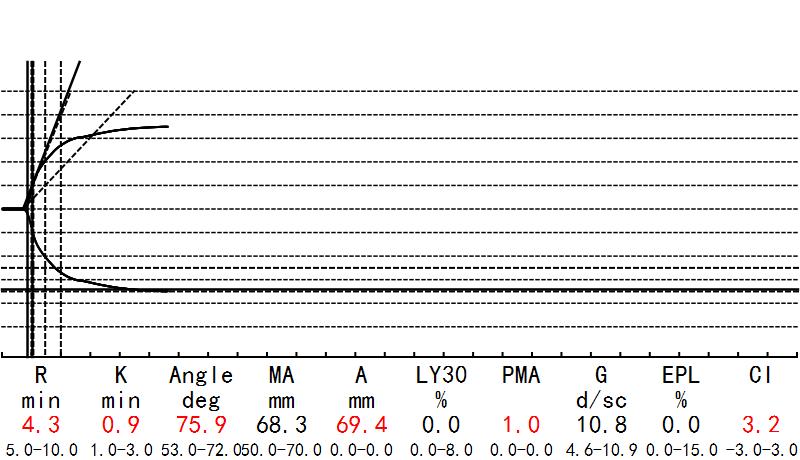 R K Angle MA A LY30 PMA G EPL CI
min min deg mm mm % d/sc %
4.3 0.9 75.9 68.3 69.4 0.0 1.0 10.8 0.0 3.2
5.0-10.0 1.0-3.0 53.0-72.0 50.0-70.0 0.0-0.0 0.0-8.0 0.0-0.0 4.6-10.9 0.0-15.0 -3.0-3.0